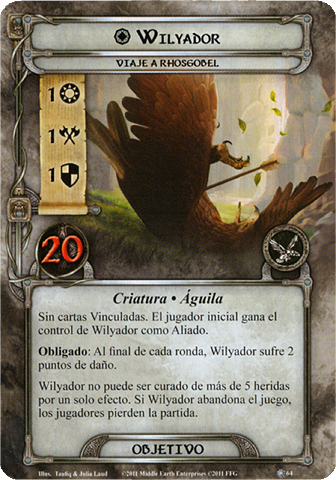 Wilyador
Viaje a Rhosgobel
1
1
1
20
Criatura • Águila
Sin cartas Vinculadas. El jugador inicial gana el
control de Wilyador como Aliado.
Obligado: Al final de cada ronda, Wilyador sufre 2
puntos de daño.
Wilyador no puede ser curado de más de 5 heridas
por un solo efecto. Si Wilyador abandona el juego,
los jugadores pierden la partida.
OBJETIVO
Illus. Taufiq & Julia Laud ©2011 Middle Earth Enterprises ©2011 FFG 64